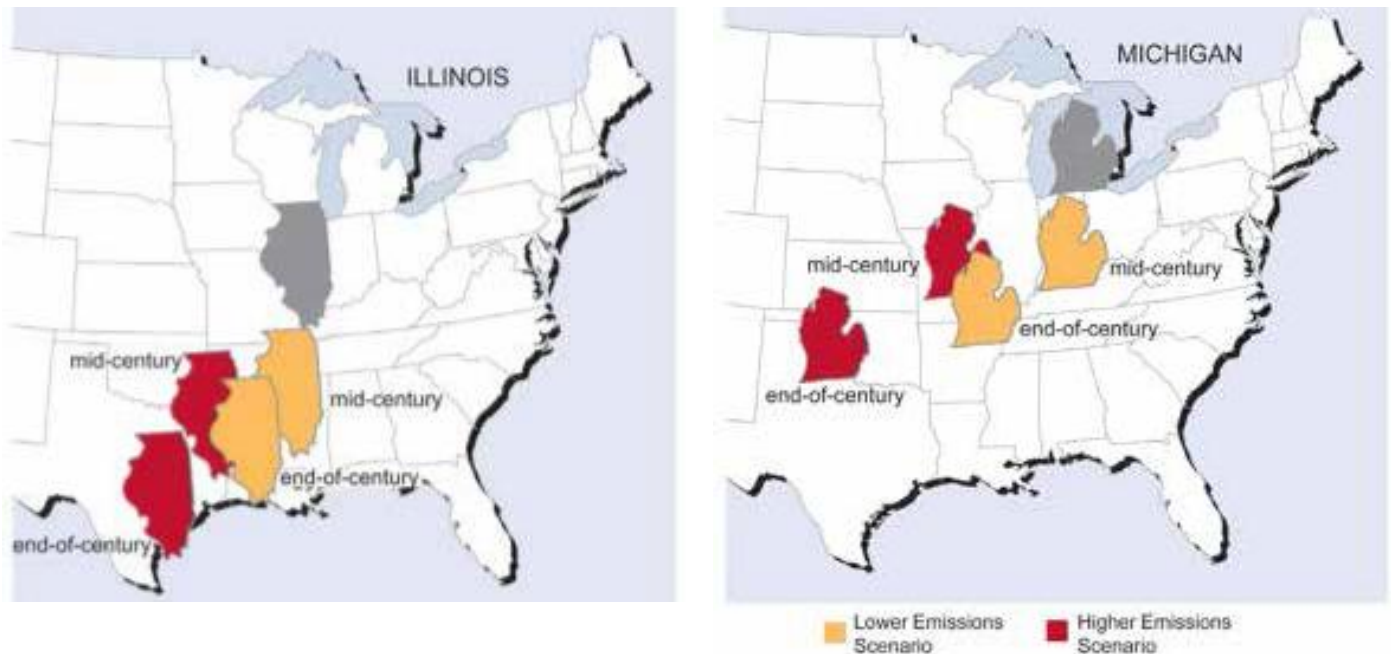 ILLINOIS
mid-century
mid-century
end-of-century
end-of-century
MICHIGAN
mid-century
mid-century
end-of-century
end-of-century
Lower Emissions
Scenario
Higher Emissions
Scenario